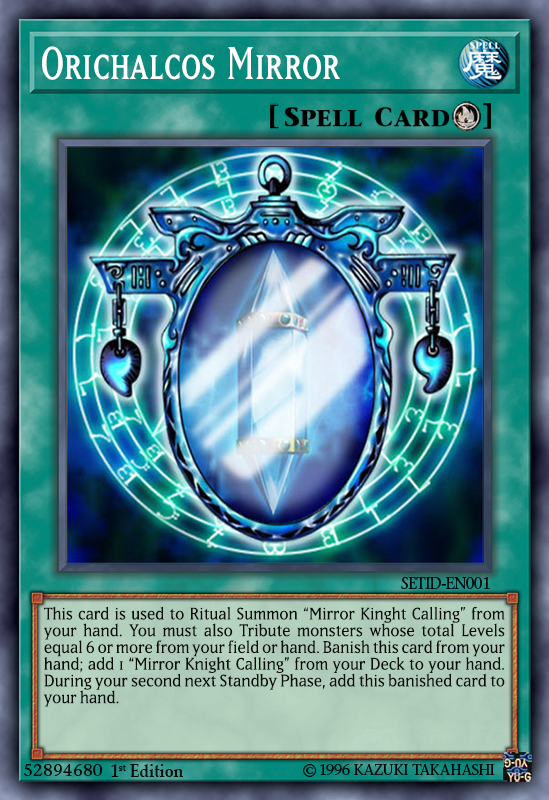 Orichalcos Mirror
SPELL
魔
[Spell Card]
SETID-EN001
This card is used to Ritual Summon “Mirror Kinght Calling” from
your hand. You must also Tribute monsters whose total Levels
equal 6 or more from your field or hand. Banish this card from your
hand; add 1 “Mirror Knight Calling” from your Deck to your hand.
During your second next Standby Phase, add this banished card to
your hand.
52894680 1st Edition ©1996 KAZUKI TAKAHASHI
YU-G